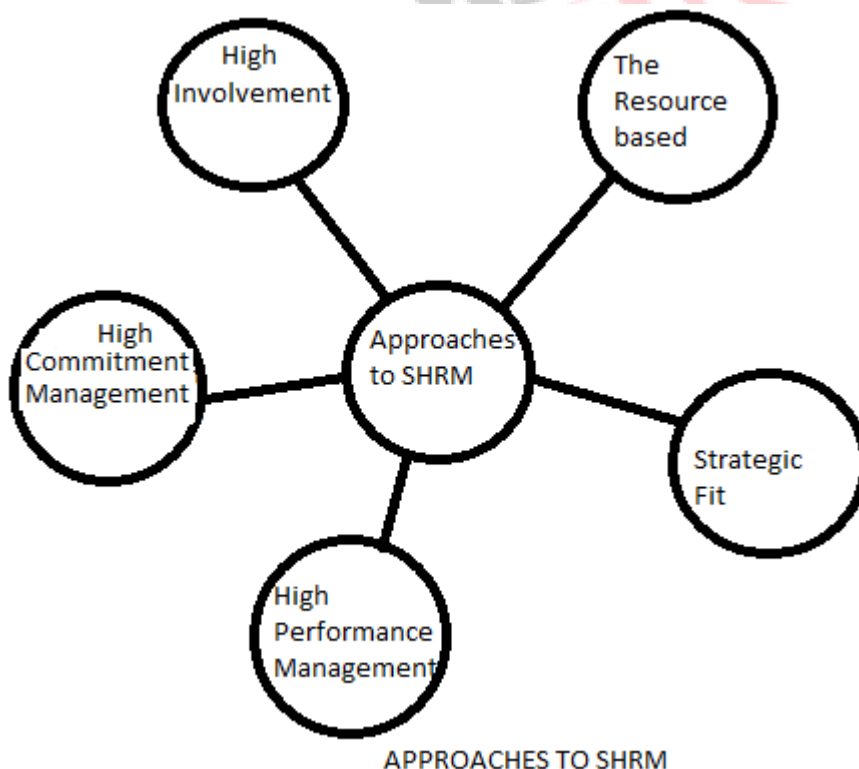 High
Involvement
The
Resource
based
Approaches
to SHRM
High
Commitment
Management
Strategic
Fit
High
Performance
Management
APPROACHES TO SHRM